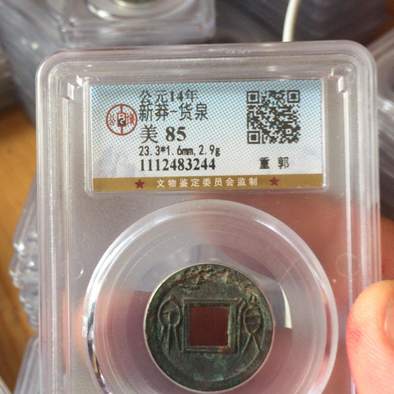 公元14年
新莽-货泉
美 85
23.3*1.6mm,2.9g
1112483244
重 郭
★ 文物鉴定委员会监制 ★